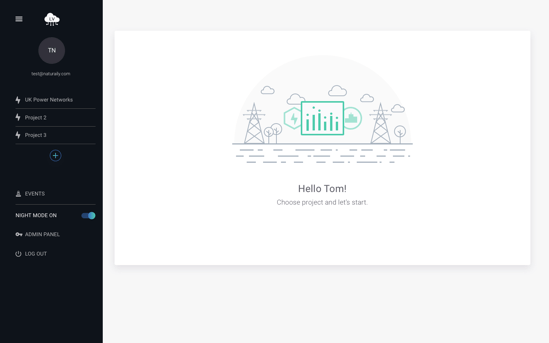 TN
test@naturaily.com
UK Power Networks
Project 2
Project 3
EVENTS
NIGHT MODE ON
ADMIN PANEL
LOG OUT
Hello Tom!
Choose project and let's start.